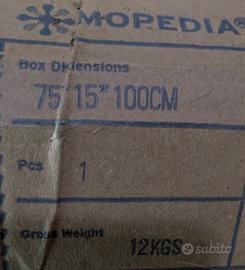 MOPEDIA®
Box Dimensions
75*15*100CM
Pcs 1
Gross Weight 12KGS
subito